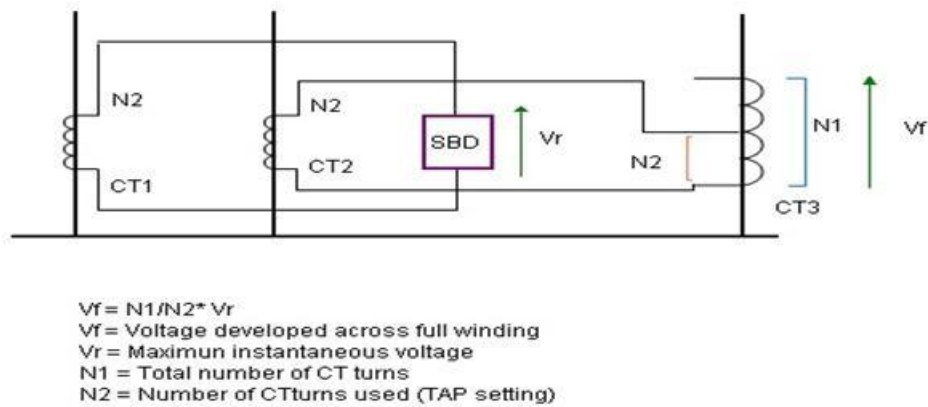 N2
N2
N1
Vf
SBD
Vr
N2
CT1
CT2
CT3
Vf = N1/N2* Vr
Vf = Voltage developed across full winding
Vr = Maximun instantaneous voltage
N1 = Total number of CT turns
N2 = Number of CTturns used (TAP setting)